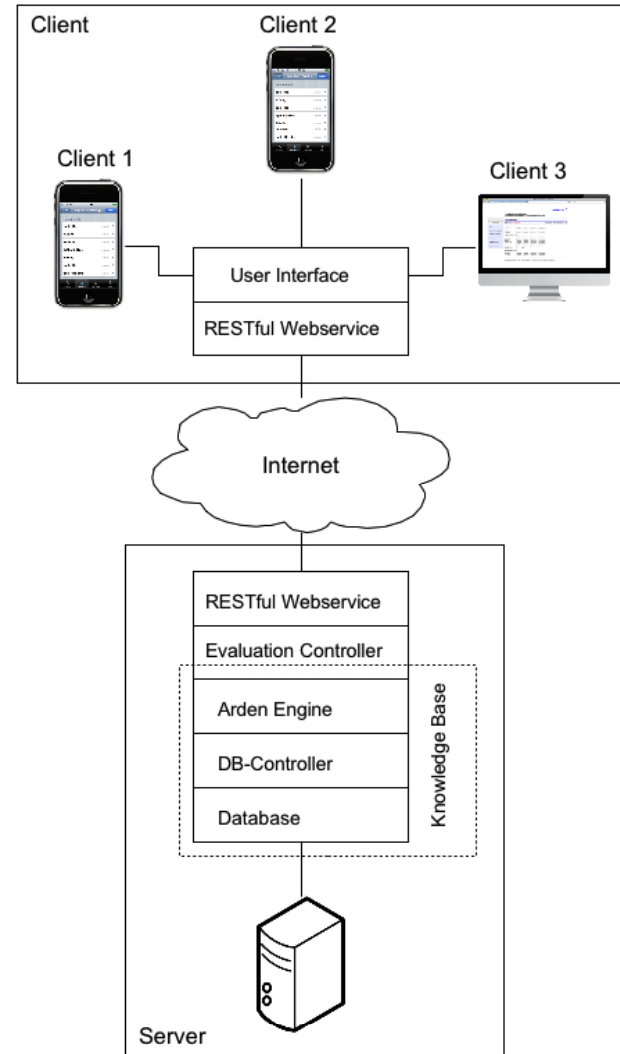 Client
Client 2
Client 1
Client 3
User Interface
RESTful Webservice
Internet
RESTful Webservice
Evaluation Controller
Arden Engine
DB-Controller
Database
Knowledge Base
Server